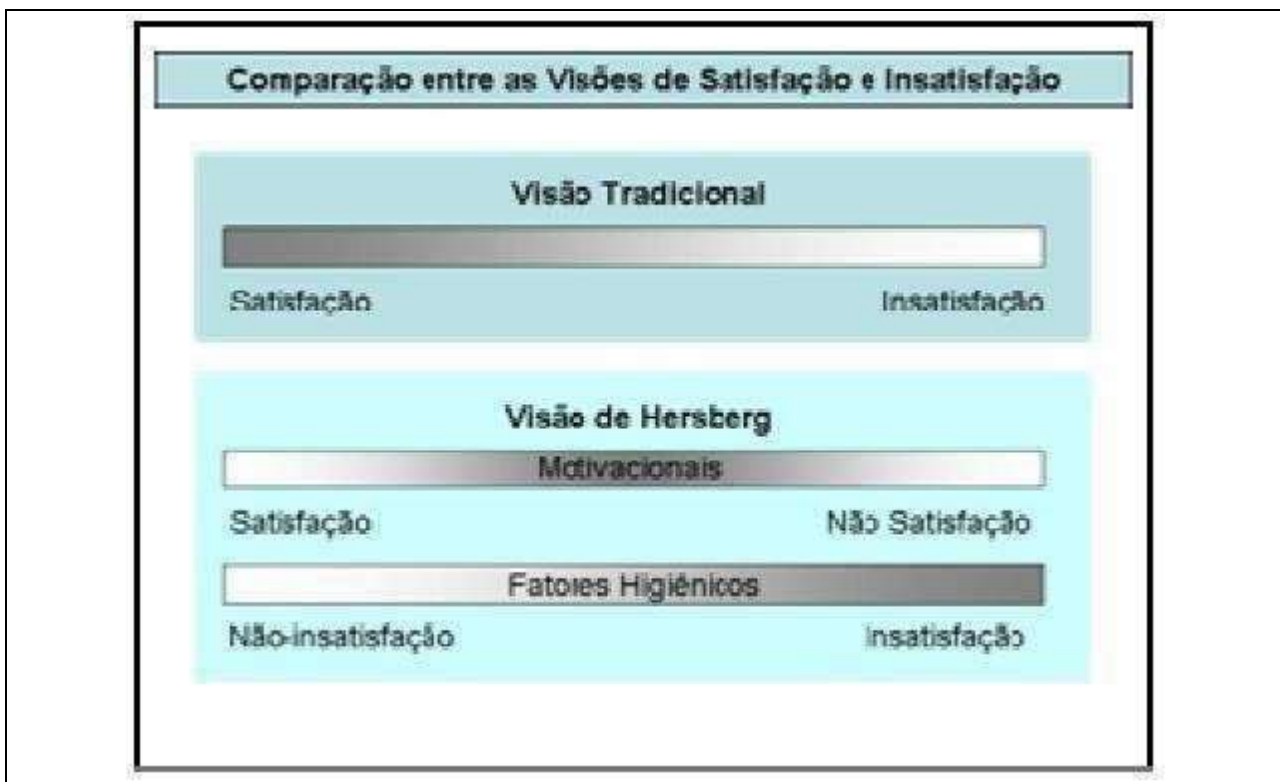 Comparação entre as Visões de Satisfação e Insatisfação
Visão Tradicional
Satisfação Insatisfação
Visão de Hersberg
Motivacionais
Satisfação Não Satisfação
Fatores Higiênicos
Não-insatisfação Insatisfação